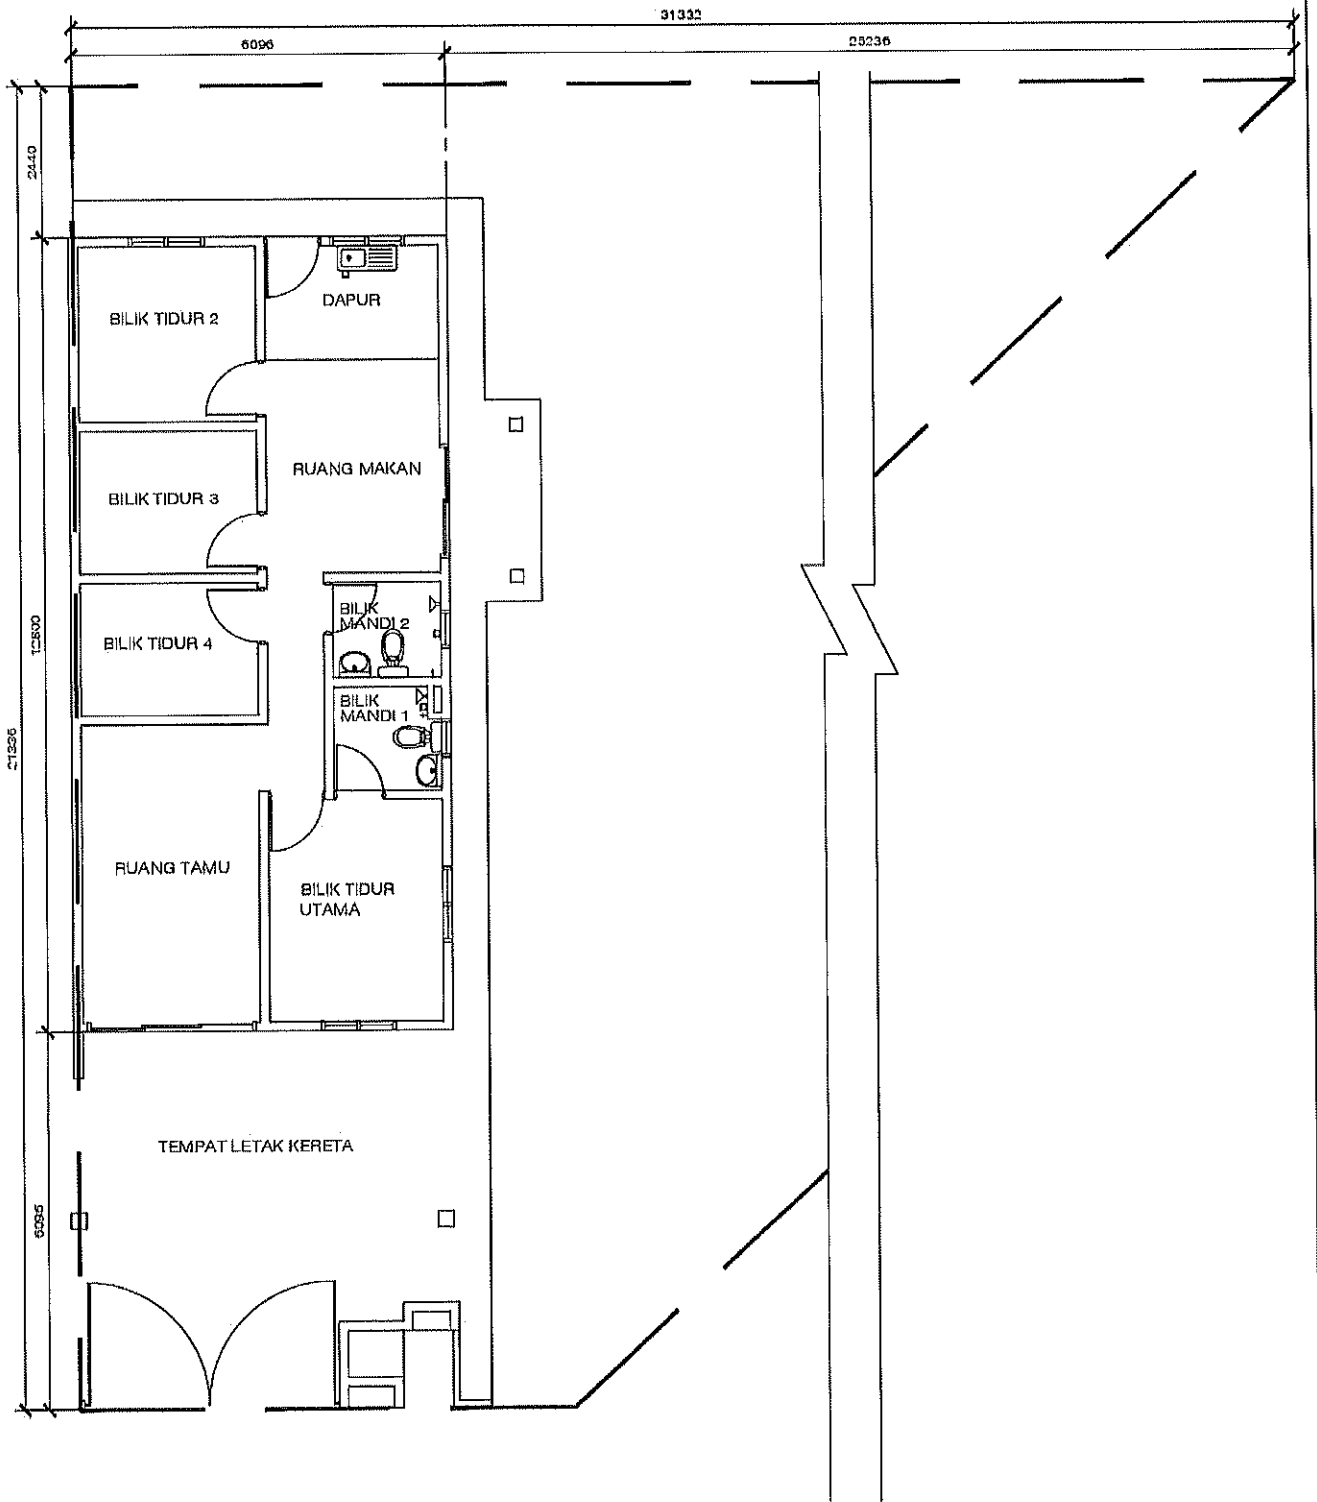 31332
6096
25236
2440
DAPUR
BILIK TIDUR 2
RUANG MAKAN
BILIK TIDUR 3
BILIK
MANDI 2
12800
BILIK TIDUR 4
BILIK
MANDI 1
21336
RUANG TAMU
BILIK TIDUR
UTAMA
TEMPAT LETAK KERETA